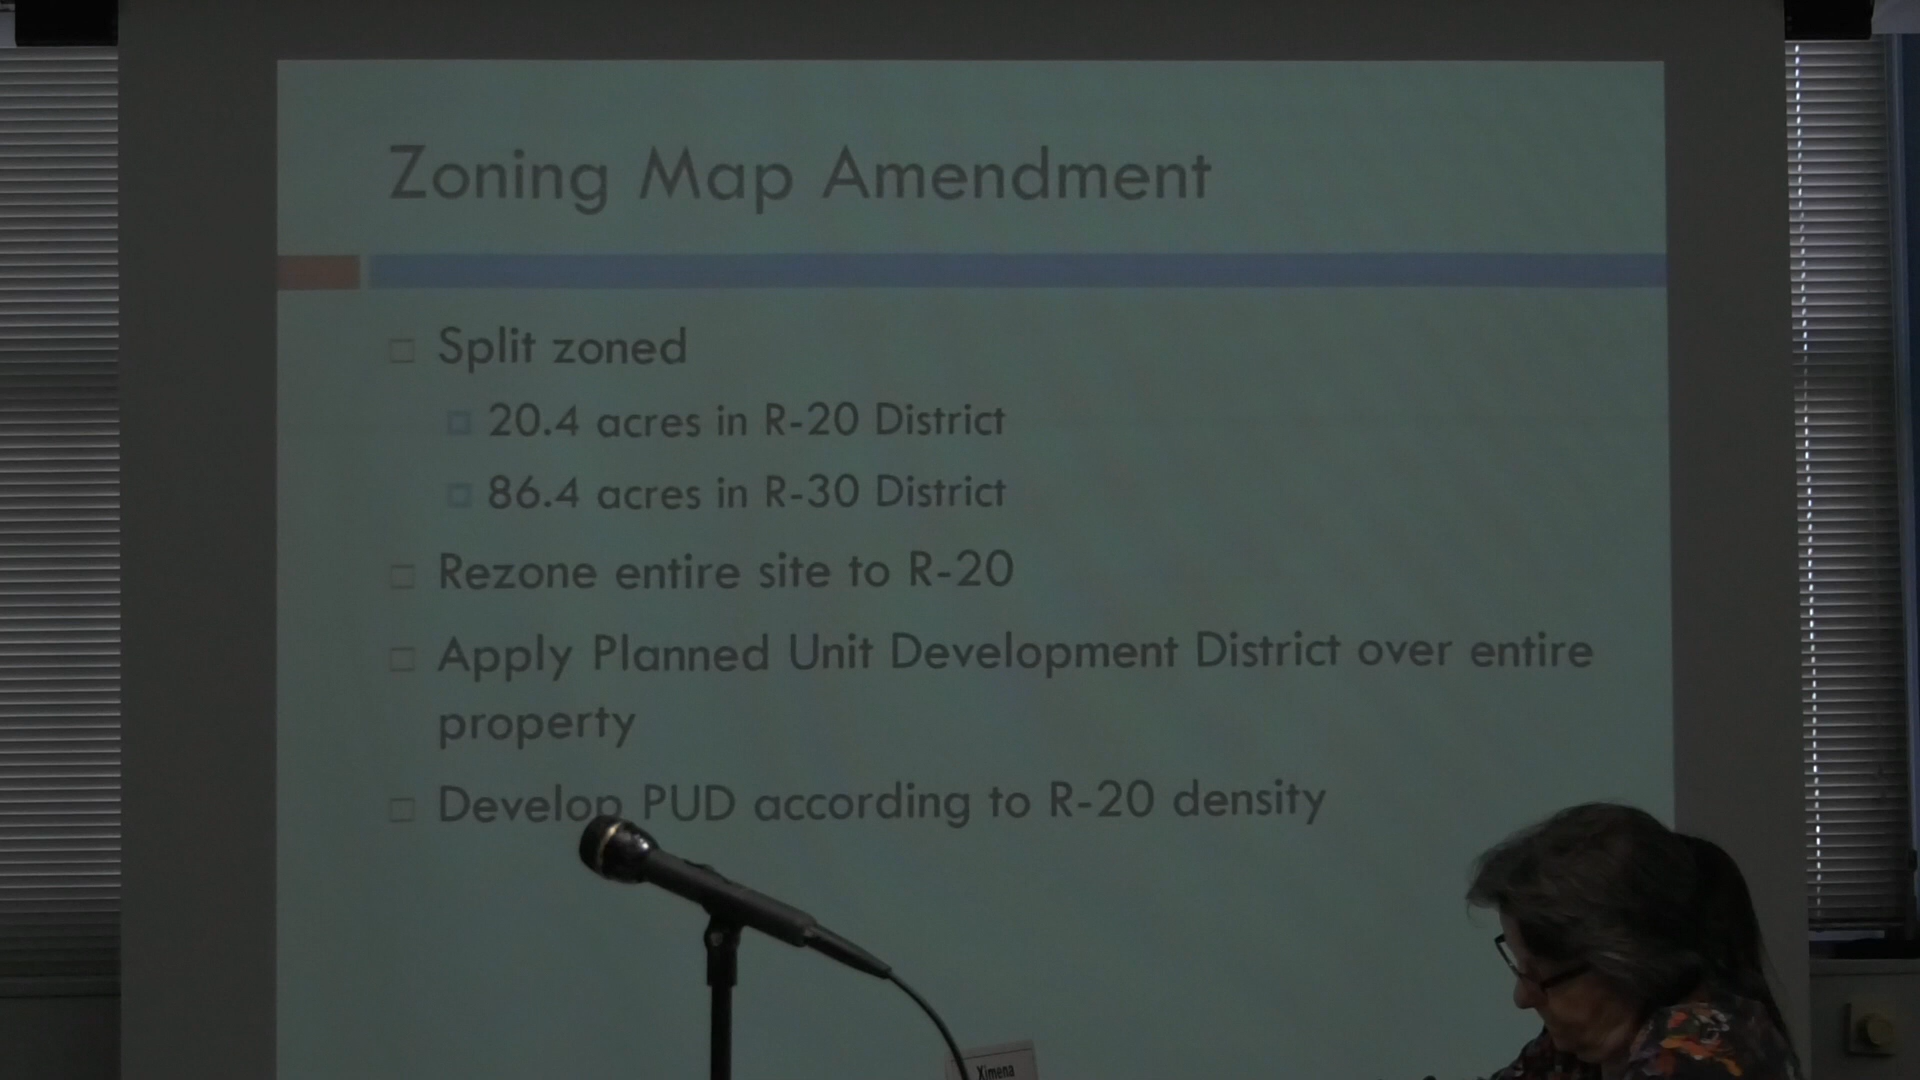 Zoning Map Amendment
Split zoned
20.4 acres in R-20 District
86.4 acres in R-30 District
Rezone entire site to R-20
Apply Planned Unit Development District over entire
property
Develop PUD according to R-20 density
Ximena